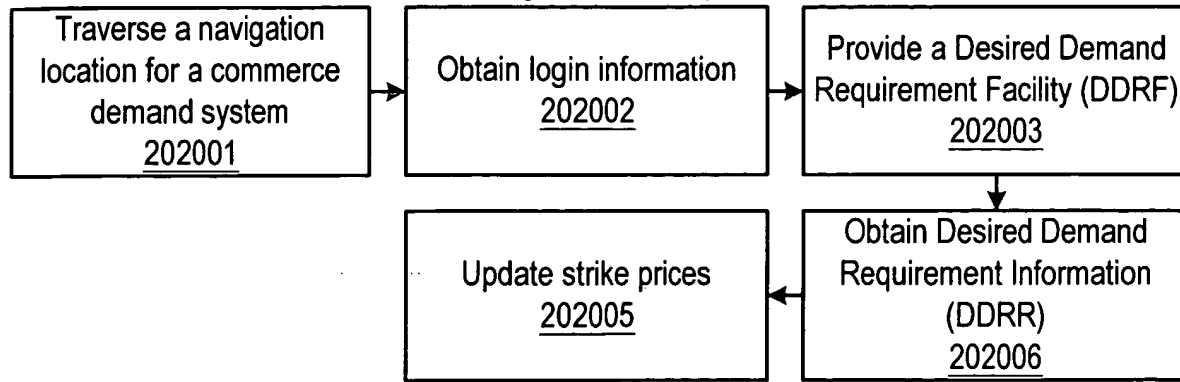 Traverse a navigation
location for a commerce
demand system
202001
Obtain login information
202002
Provide a Desired Demand
Requirement Facility (DDRF)
202003
Obtain Desired Demand
Requirement Information
(DDRR)
202006
Update strike prices
202005